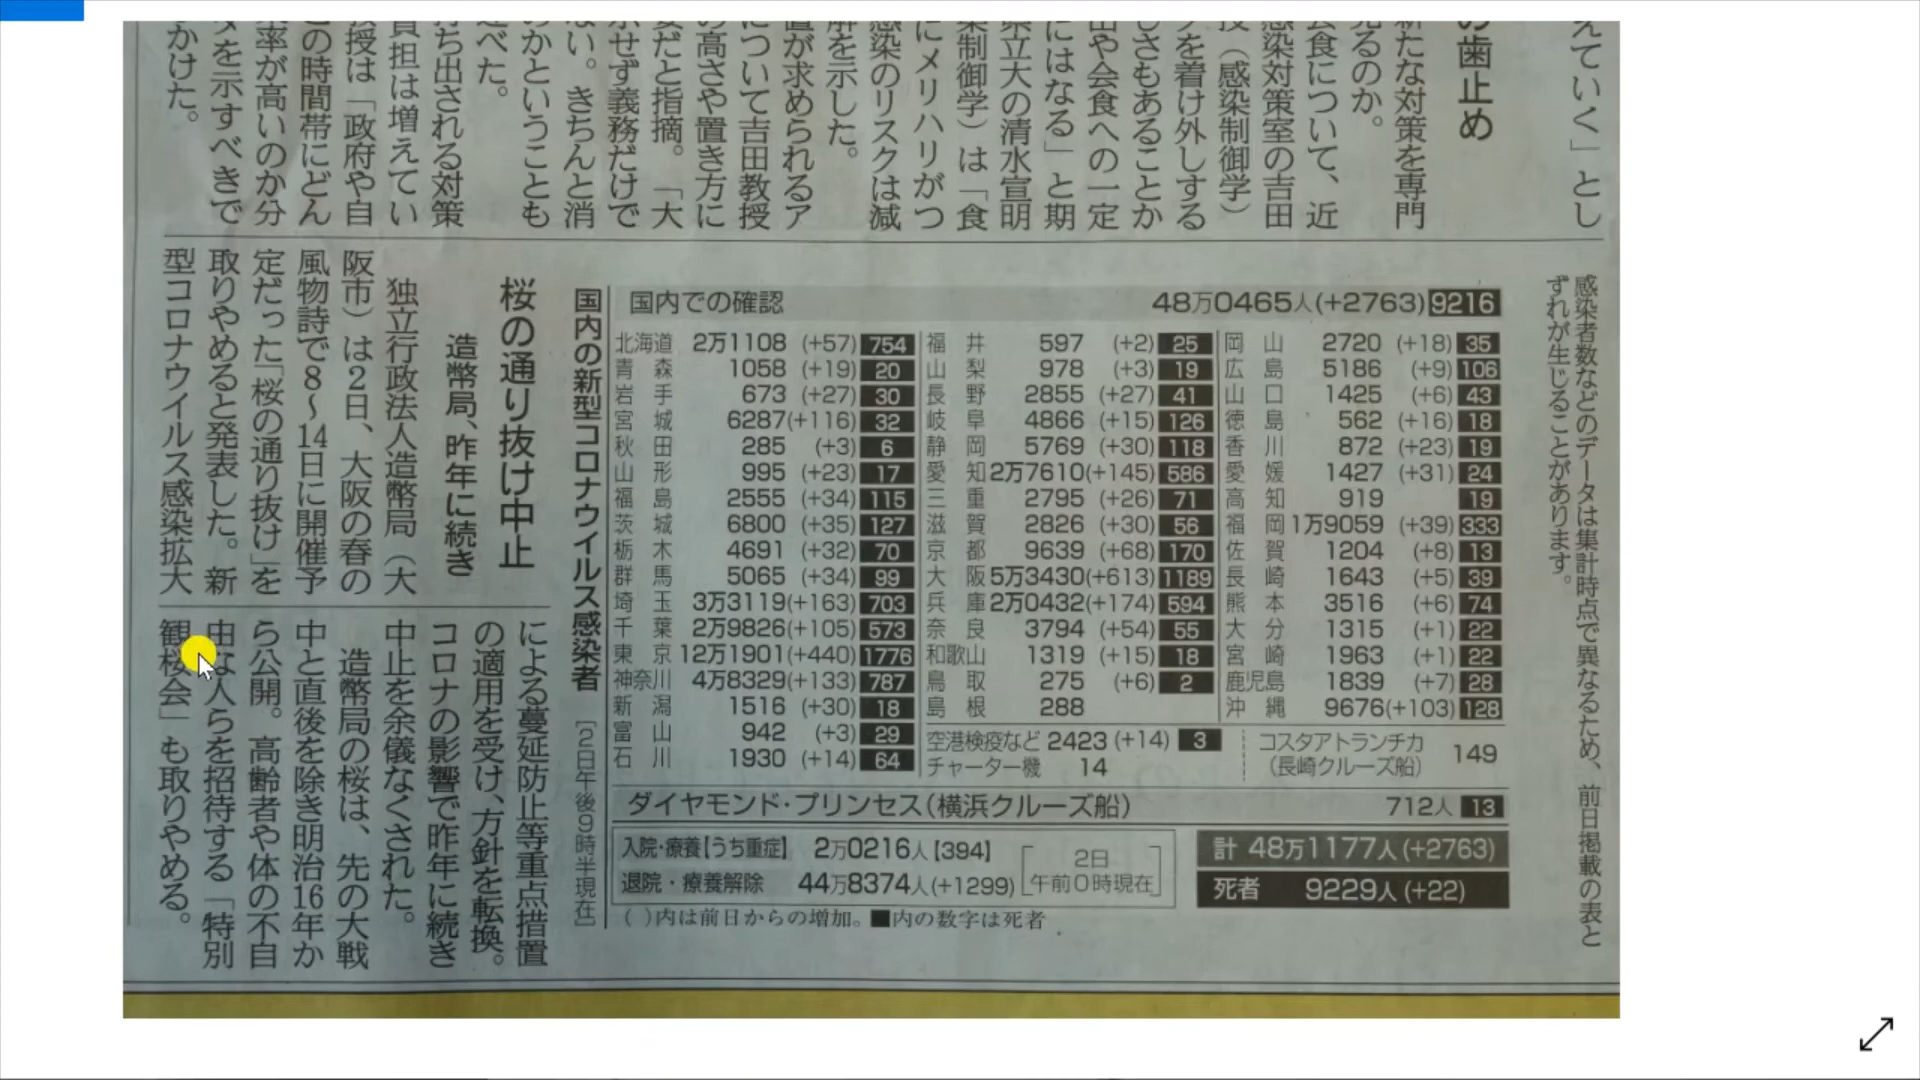 えていく」とし
の歯止め
新たな対策を専門
見るのか。
会食について、近
感染対策室の吉田
授（感染制御学）
クを着け外しする
しさもあることか
出や会食への一定
にはなる」と期
県立大の清水宣明
染制御学）は「食
にメリハリがつ
感染のリスクは減
解を示した。
置が求められるア
について吉田教授
の高さや置き方に
要だと指摘。「大
示せず義務だけで
ない。きちんと消
のかということも
述べた。
打ち出される対策
負担は増えてい
教授は「政府や自
どの時間帯にどん
染率が高いのか分
タを示すべきで
かけた。
感染者数などのデータは集計時点で異なるため、前日掲載の表と
ずれが生じることがあります。
国内での確認 48万0465人(+2763) 9216
北海道 2万1108 (+57) 754
青森 1058 (+19) 20
岩手 673 (+27) 30
宮城 6287(+116) 32
秋田 285 (+3) 6
山形 995 (+23) 17
福島 2555 (+34) 115
茨城 6800 (+35) 127
栃木 4691 (+32) 70
群馬 5065 (+34) 99
埼玉 3万3119(+163) 703
千葉 2万9826(+105) 573
東京 12万1901(+440) 1776
神奈川 4万8329(+133) 787
新潟 1516 (+30) 18
富山 942 (+3) 29
石川 1930 (+14) 64
福井 597 (+2) 25
山梨 978 (+3) 19
長野 2855 (+27) 41
岐阜 4866 (+15) 126
静岡 5769 (+30) 118
愛知 2万7610(+145) 586
三重 2795 (+26) 71
滋賀 2826 (+30) 56
京都 9639 (+68) 170
大阪 5万3430(+613) 1189
兵庫 2万0432(+174) 594
奈良 3794 (+54) 55
和歌山 1319 (+15) 18
鳥取 275 (+6) 2
島根 288
岡山 2720 (+18) 35
広島 5186 (+9) 106
山口 1425 (+6) 43
徳島 562 (+16) 18
香川 872 (+23) 19
愛媛 1427 (+31) 24
高知 919 19
福岡 1万9059 (+39) 333
佐賀 1204 (+8) 13
長崎 1643 (+5) 39
熊本 3516 (+6) 74
大分 1315 (+1) 22
宮崎 1963 (+1) 22
鹿児島 1839 (+7) 28
沖縄 9676(+103) 128
空港検疫など 2423 (+14) 3
チャーター機 14
コスタアトランチカ
(長崎クルーズ船) 149
ダイヤモンド・プリンセス(横浜クルーズ船) 712人 13
入院・療養【うち重症】 2万0216人【394】
退院・療養解除 44万8374人(+1299)
2日
午前0時現在
計 48万1177人(+2763)
死者 9229人(+22)
( )内は前日からの増加。■内の数字は死者
国内の新型コロナウイルス感染者 [2日午後9時半現在]
桜の通り抜け中止
造幣局、昨年に続き
独立行政法人造幣局（大
阪市）は2日、大阪の春の
風物詩で8～14日に開催予
定だった「桜の通り抜け」を
取りやめると発表した。新
型コロナウイルス感染拡大
による蔓延防止等重点措置
の適用を受け、方針を転換。
コロナの影響で昨年に続き
中止を余儀なくされた。
造幣局の桜は、先の大戦
中と直後を除き明治16年か
ら公開。高齢者や体の不自
由な人らを招待する「特別
観桜会」も取りやめる。